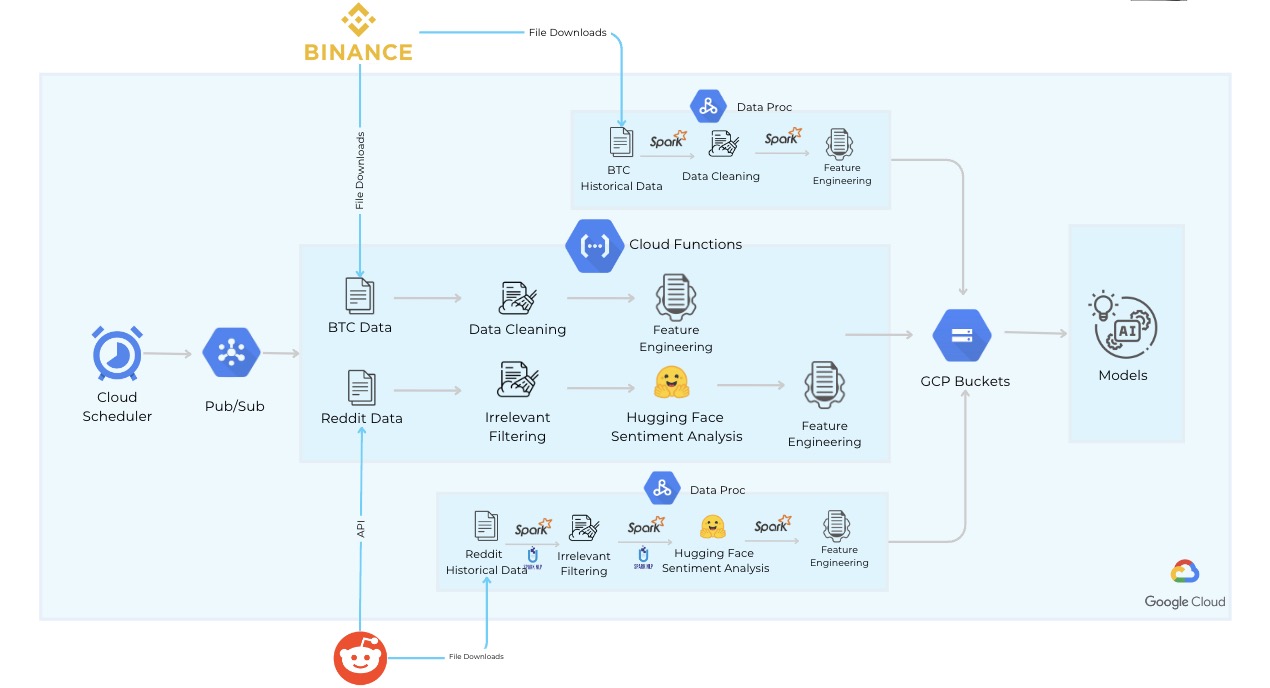 BINANCE
File Downloads
File Downloads
Data Proc
Spark
Spark
BTC
Historical Data
Data Cleaning
Feature
Engineering
Cloud Functions
BTC Data
Data Cleaning
Feature
Engineering
Cloud
Scheduler
Pub/Sub
Reddit Data
Irrelevant
Filtering
Hugging Face
Sentiment Analysis
Feature
Engineering
GCP Buckets
AI
Models
API
Data Proc
Spark
Spark
Spark
Reddit
Historical Data
SPARK NLP
Irrelevant
Filtering
SPARK NLP
Hugging Face
Sentiment Analysis
Feature
Engineering
File Downloads
Google Cloud